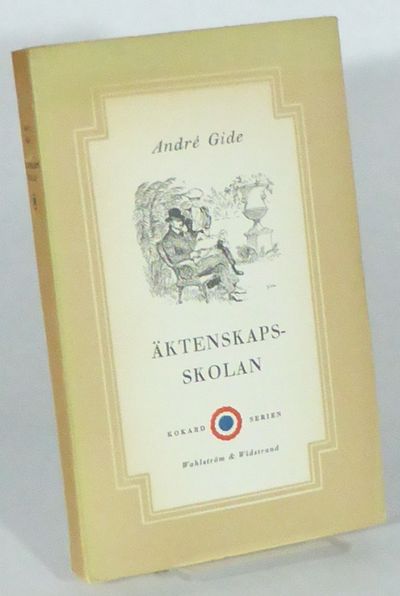 André Gide
ÄKTENSKAPS-
SKOLAN
KOKARD SERIEN
Wahlström & Widstrand